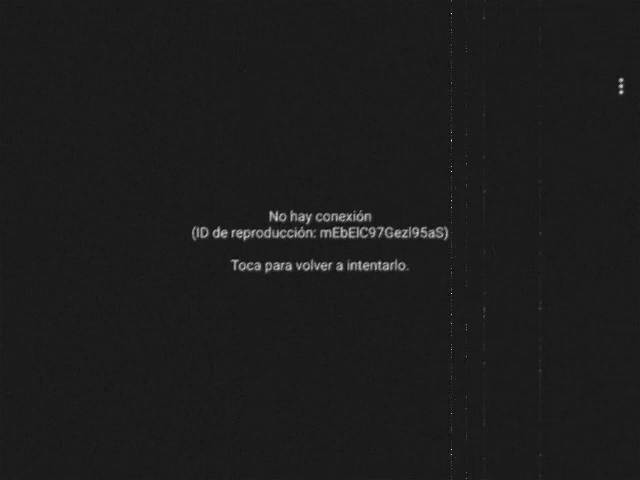 No hay conexión
(ID de reproducción: mEbElC97Gezl95aS)
Toca para volver a intentarlo.